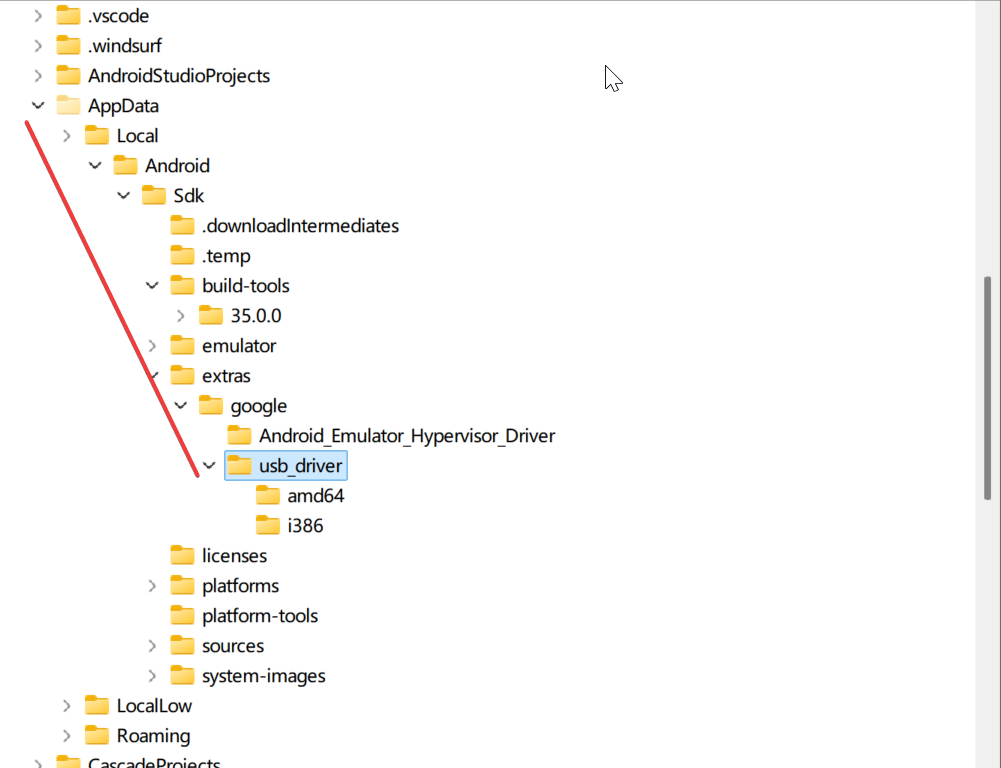 .vscode
.windsurf
AndroidStudioProjects
AppData
Local
Android
Sdk
.downloadIntermediates
.temp
build-tools
35.0.0
emulator
extras
google
Android_Emulator_Hypervisor_Driver
usb_driver
amd64
i386
licenses
platforms
platform-tools
sources
system-images
LocalLow
Roaming
CascadeProjects